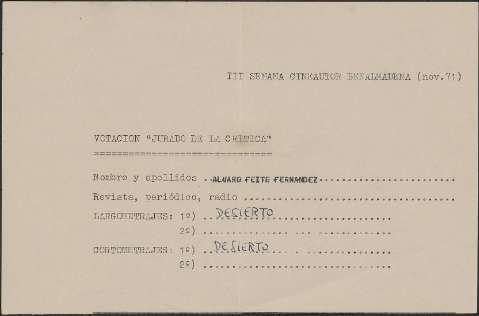 III SEMANA CINEAUTOR BENALMADENA (nov.71)
VOTACION "JURADO DE LA CRITICA"
==============================
Nombre y apellidos ..ALVARO FEITO FERNANDEZ........................
Revista, periódico, radio ....................................
LARGOMETRAJES: 1º) ..DESIERTO....................
2º) ................................
CORTOMETRAJES: 1º) ..DESIERTO....................
2º) ................................